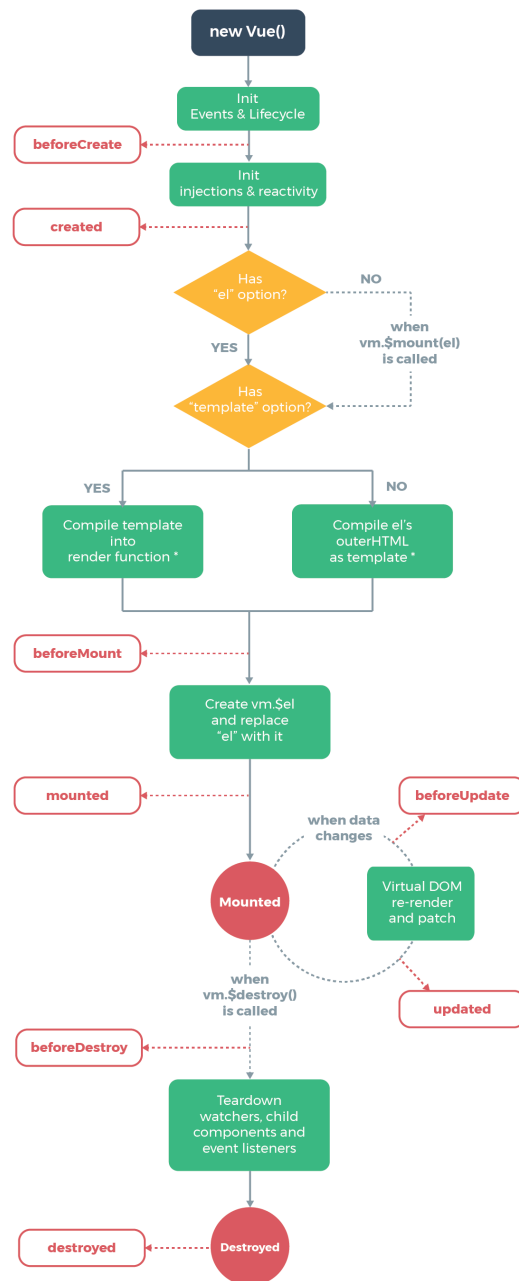 new Vue()
Init
Events & Lifecycle
beforeCreate
Init
injections & reactivity
created
Has
“el” option?
NO
when
vm.$mount(el)
is called
YES
Has
“template” option?
YES
NO
Compile template
into
render function *
Compile el’s
outerHTML
as template *
beforeMount
Create vm.$el
and replace
“el” with it
mounted
beforeUpdate
when data
changes
Mounted
Virtual DOM
re-render
and patch
when
vm.$destroy()
is called
updated
beforeDestroy
Teardown
watchers, child
components and
event listeners
destroyed
Destroyed